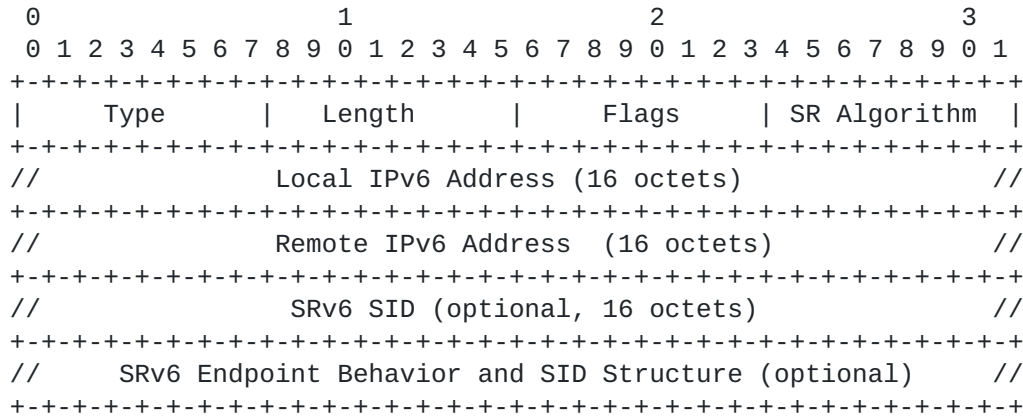 0                   1                   2                   3
 0 1 2 3 4 5 6 7 8 9 0 1 2 3 4 5 6 7 8 9 0 1 2 3 4 5 6 7 8 9 0 1
+-+-+-+-+-+-+-+-+-+-+-+-+-+-+-+-+-+-+-+-+-+-+-+-+-+-+-+-+-+-+-+-+
|     Type      |   Length      |     Flags     | SR Algorithm  |
+-+-+-+-+-+-+-+-+-+-+-+-+-+-+-+-+-+-+-+-+-+-+-+-+-+-+-+-+-+-+-+-+
//               Local IPv6 Address (16 octets)                //
+-+-+-+-+-+-+-+-+-+-+-+-+-+-+-+-+-+-+-+-+-+-+-+-+-+-+-+-+-+-+-+-+
//               Remote IPv6 Address  (16 octets)              //
+-+-+-+-+-+-+-+-+-+-+-+-+-+-+-+-+-+-+-+-+-+-+-+-+-+-+-+-+-+-+-+-+
//                SRv6 SID (optional, 16 octets)               //
+-+-+-+-+-+-+-+-+-+-+-+-+-+-+-+-+-+-+-+-+-+-+-+-+-+-+-+-+-+-+-+-+
//     SRv6 Endpoint Behavior and SID Structure (optional)     //
+-+-+-+-+-+-+-+-+-+-+-+-+-+-+-+-+-+-+-+-+-+-+-+-+-+-+-+-+-+-+-+-+